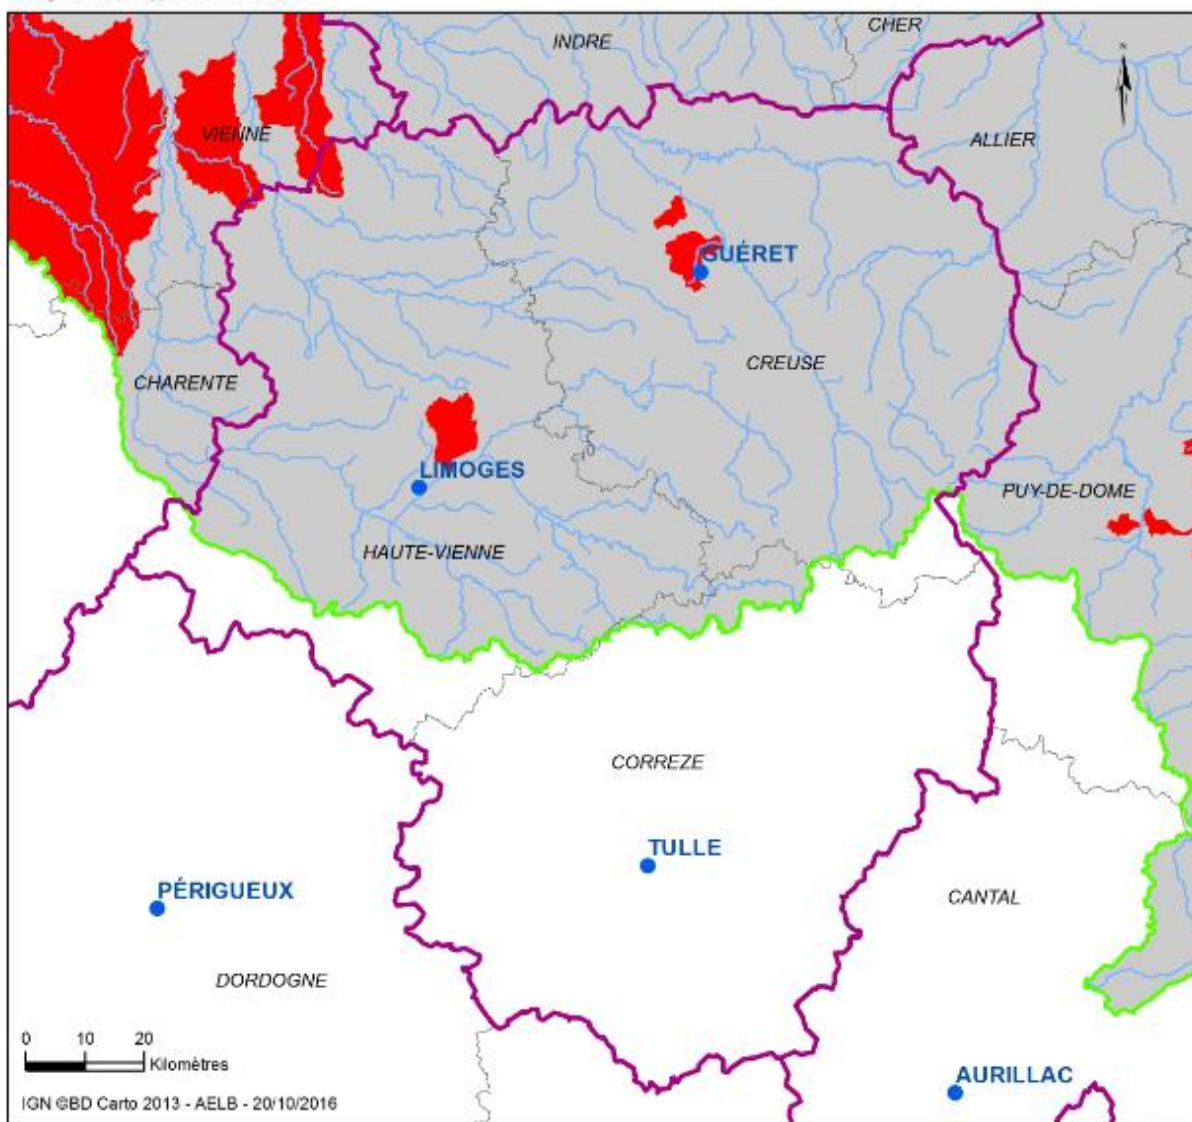 CHER
INDRE
N
VIENNE
ALLIER
GUÉRET
CREUSE
CHARENTE
LIMOGES
PUY-DE-DOME
HAUTE-VIENNE
CORREZE
TULLE
PÉRIGUEUX
CANTAL
DORDOGNE
0 10 20
Kilomètres
AURILLAC
IGN ©BD Carto 2013 - AELB - 20/10/2016